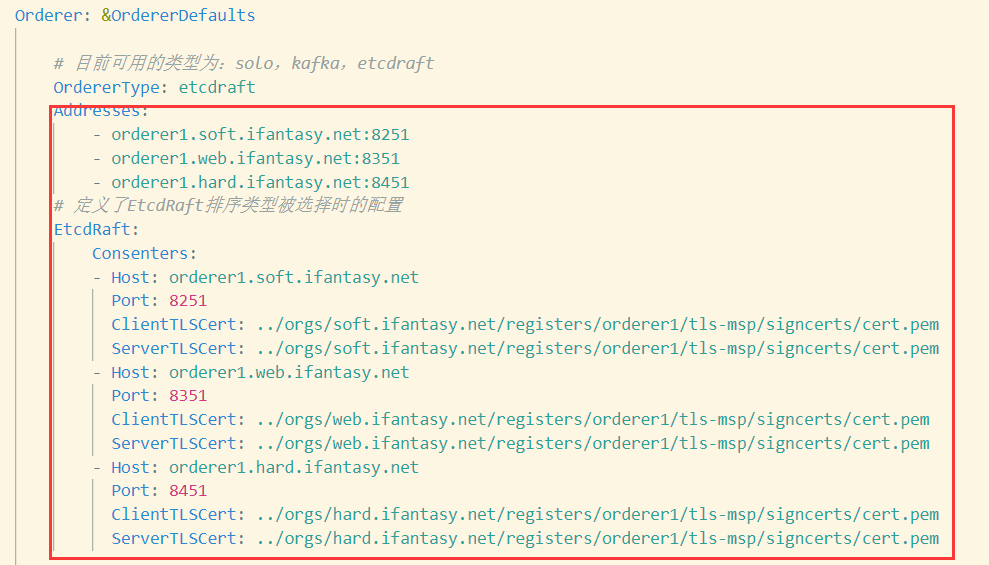 Orderer: &OrdererDefaults
# 目前可用的类型为：solo，kafka，etcdraft
OrdererType: etcdraft
Addresses:
- orderer1.soft.ifantasy.net:8251
- orderer1.web.ifantasy.net:8351
- orderer1.hard.ifantasy.net:8451
# 定义了EtcdRaft排序类型被选择时的配置
EtcdRaft:
Consenters:
- Host: orderer1.soft.ifantasy.net
Port: 8251
ClientTLSCert: ../orgs/soft.ifantasy.net/registers/orderer1/tls-msp/signcerts/cert.pem
ServerTLSCert: ../orgs/soft.ifantasy.net/registers/orderer1/tls-msp/signcerts/cert.pem
- Host: orderer1.web.ifantasy.net
Port: 8351
ClientTLSCert: ../orgs/web.ifantasy.net/registers/orderer1/tls-msp/signcerts/cert.pem
ServerTLSCert: ../orgs/web.ifantasy.net/registers/orderer1/tls-msp/signcerts/cert.pem
- Host: orderer1.hard.ifantasy.net
Port: 8451
ClientTLSCert: ../orgs/hard.ifantasy.net/registers/orderer1/tls-msp/signcerts/cert.pem
ServerTLSCert: ../orgs/hard.ifantasy.net/registers/orderer1/tls-msp/signcerts/cert.pem